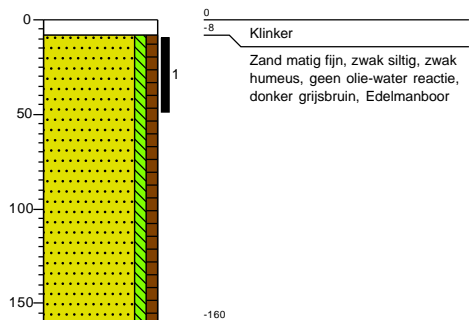 0
50
100
150
1
0
-8
Klinker
Zand matig fijn, zwak siltig, zwak
humeus, geen olie-water reactie,
donker grijsbruin, Edelmanboor
-160